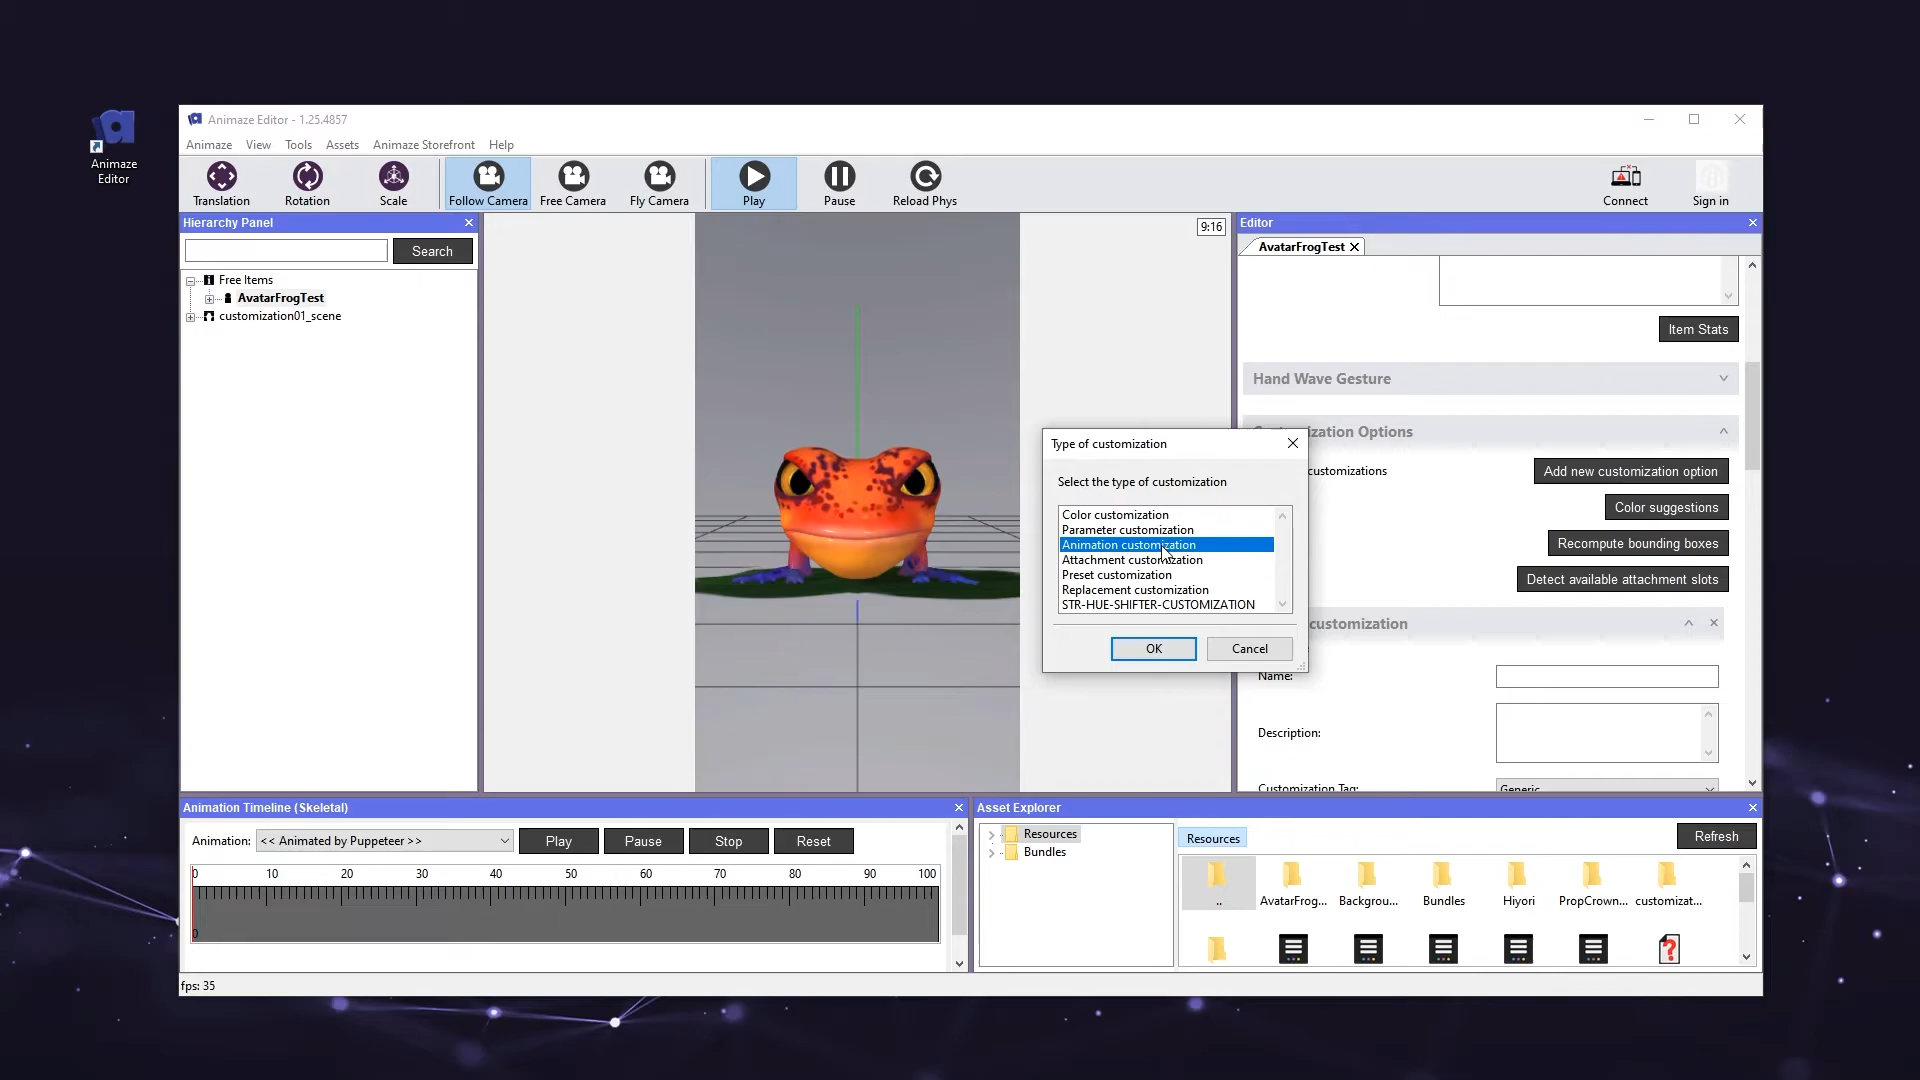 Animaze
Editor
Animaze Editor - 1.25.4857
Animaze View Tools Assets Animaze Storefront Help
Translation Rotation Scale Follow Camera Free Camera Fly Camera Play Pause Reload Phys Connect Sign in
Hierarchy Panel
Search
Free Items
AvatarFrogTest
customization01_scene
9:16
Editor
AvatarFrogTest
Item Stats
Hand Wave Gesture
Customization Options
customizations
Add new customization option
Color suggestions
Recompute bounding boxes
Detect available attachment slots
customization
Name:
Description:
Customization Tag: Generic
Type of customization
Select the type of customization
Color customization
Parameter customization
Animation customization
Attachment customization
Preset customization
Replacement customization
STR-HUE-SHIFTER-CUSTOMIZATION
OK Cancel
Animation Timeline (Skeletal)
Animation: << Animated by Puppeteer >> Play Pause Stop Reset
0 10 20 30 40 50 60 70 80 90 100
0
Asset Explorer
Resources
Bundles
Resources
Refresh
.. AvatarFrog... Backgrou... Bundles Hiyori PropCrown... customizat...
fps: 35